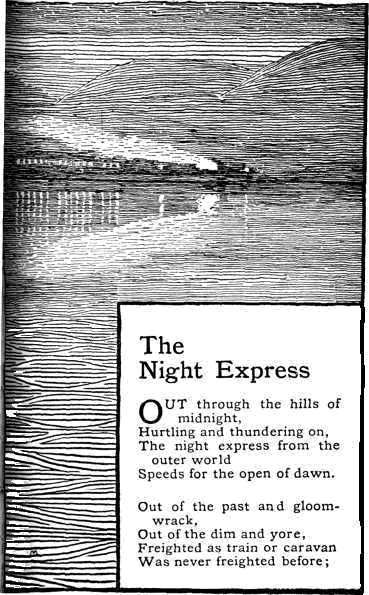 The
Night Express
OUT through the hills of
midnight,
Hurtling and thundering on,
The night express from the
outer world
Speeds for the open of dawn.
Out of the past and gloom-
wrack,
Out of the dim and yore,
Freighted as train or caravan
Was never freighted before;